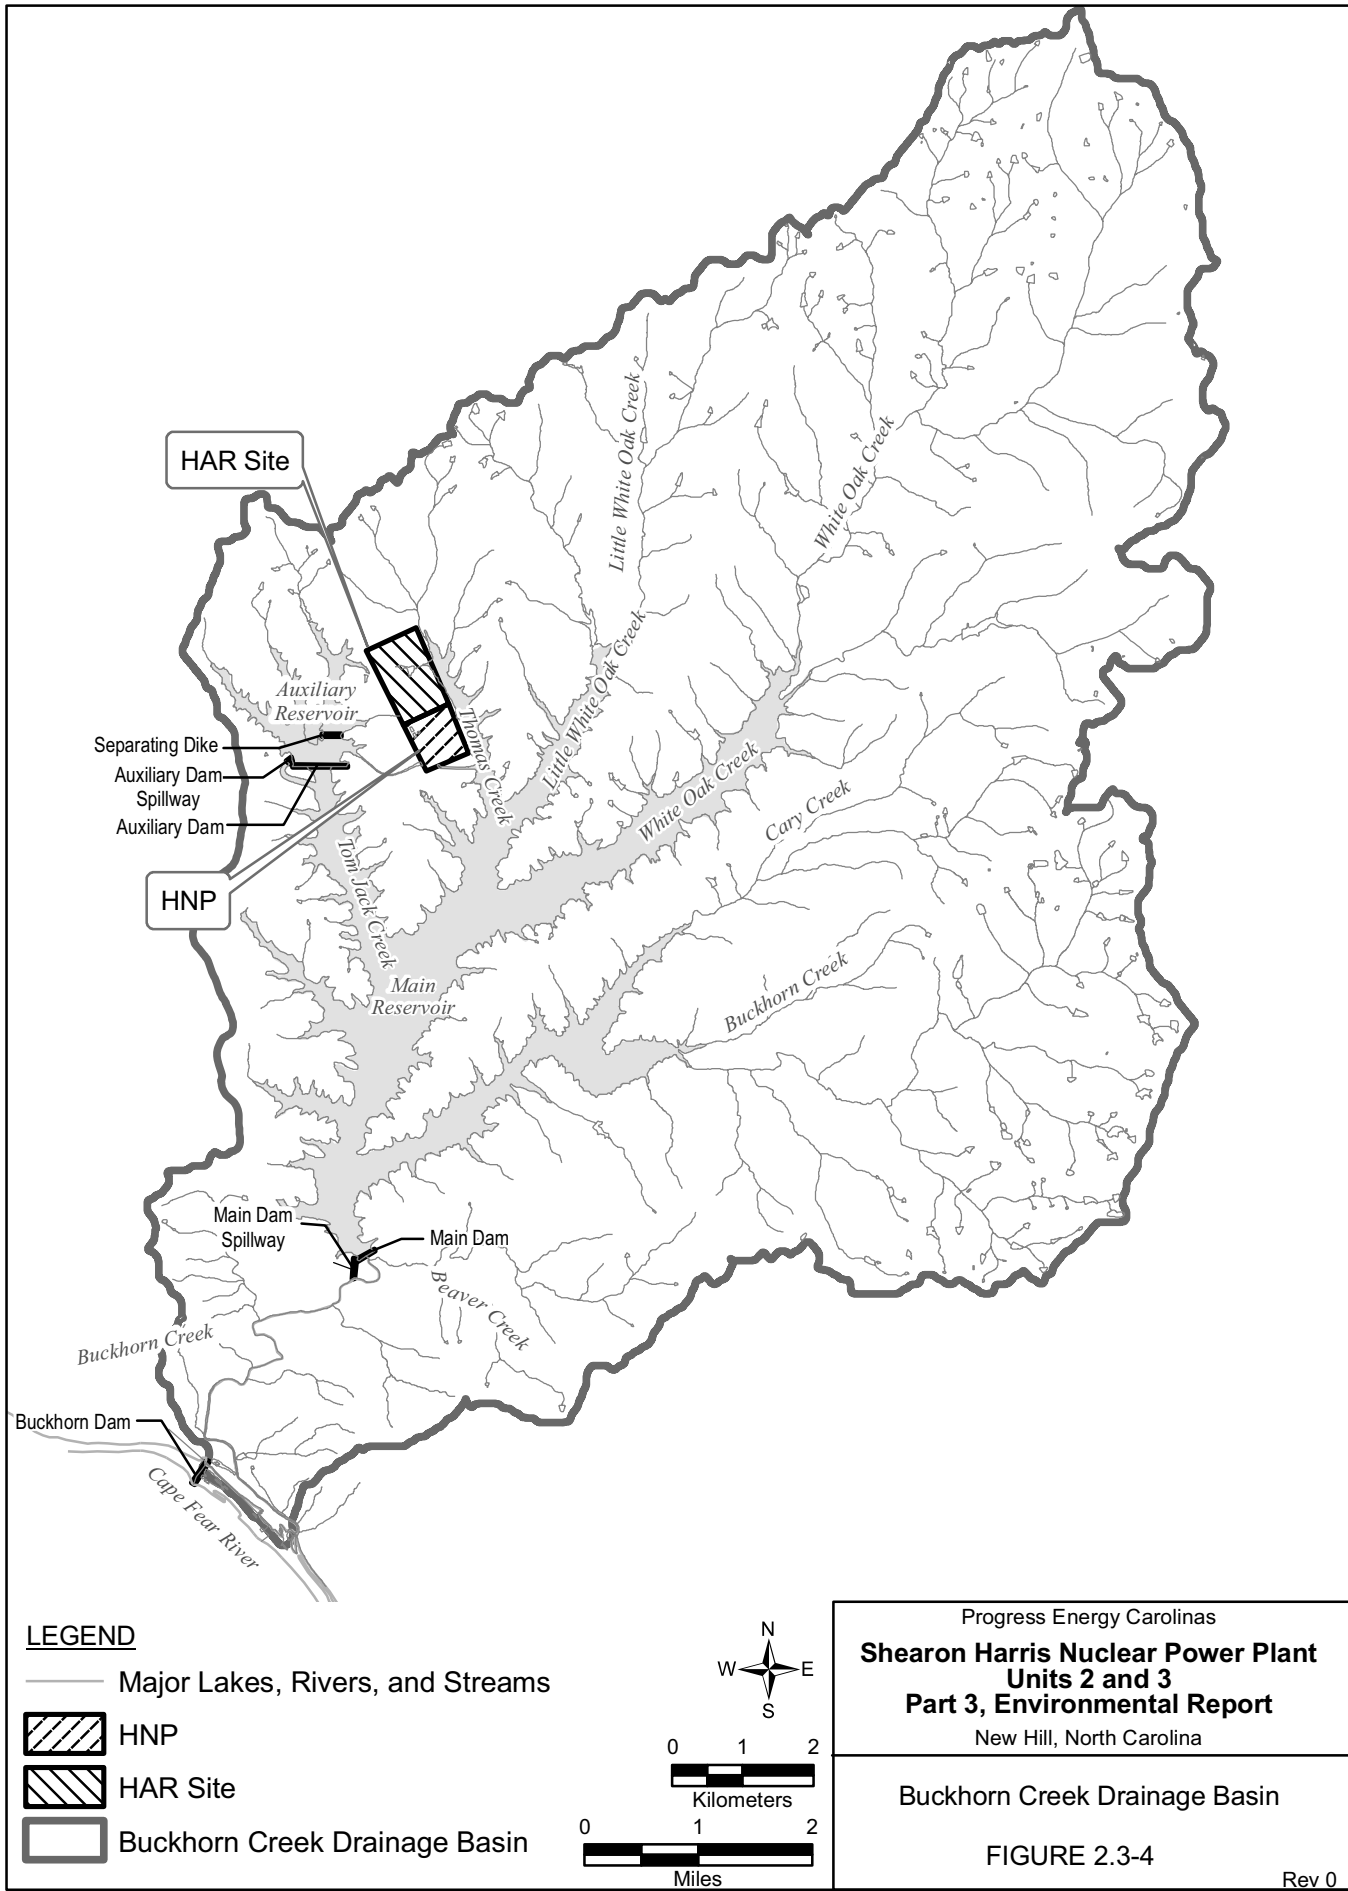 HAR Site
Little White Oak Creek
White Oak Creek
Little White Oak Creek
Auxiliary
Reservoir
Separating Dike
Auxiliary Dam
Spillway
Auxiliary Dam
Thomas Creek
White Oak Creek
Cary Creek
HNP
Tom Jack Creek
Main
Reservoir
Buckhorn Creek
Main Dam
Spillway
Main Dam
Beaver Creek
Buckhorn Creek
Buckhorn Dam
Cape Fear River
LEGEND
Major Lakes, Rivers, and Streams
HNP
HAR Site
Buckhorn Creek Drainage Basin
N
W
E
S
0 1 2
Kilometers
0 1 2
Miles
Progress Energy Carolinas
Shearon Harris Nuclear Power Plant
Units 2 and 3
Part 3, Environmental Report
New Hill, North Carolina
Buckhorn Creek Drainage Basin
FIGURE 2.3-4
Rev 0